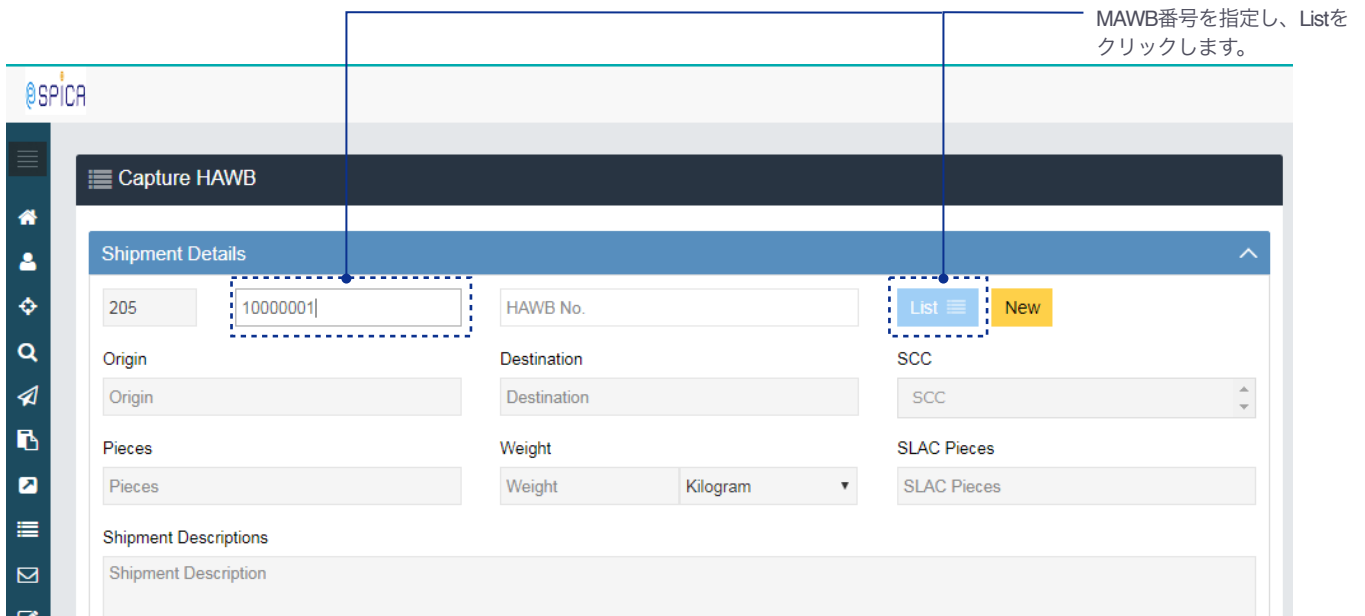 MAWB番号を指定し、Listを
クリックします。
@SPICA
Capture HAWB
Shipment Details
205 10000001 HAWB No. List New
Origin Destination SCC
Origin Destination SCC
Pieces Weight SLAC Pieces
Pieces Weight Kilogram SLAC Pieces
Shipment Descriptions
Shipment Description